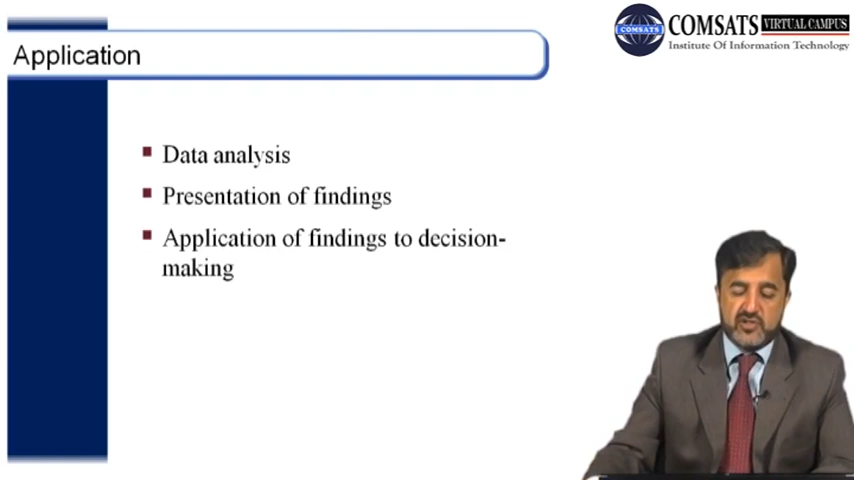 COMSATS VIRTUAL CAMPUS
COMSATS
Institute Of Information Technology
Application
Data analysis
Presentation of findings
Application of findings to decision-
making